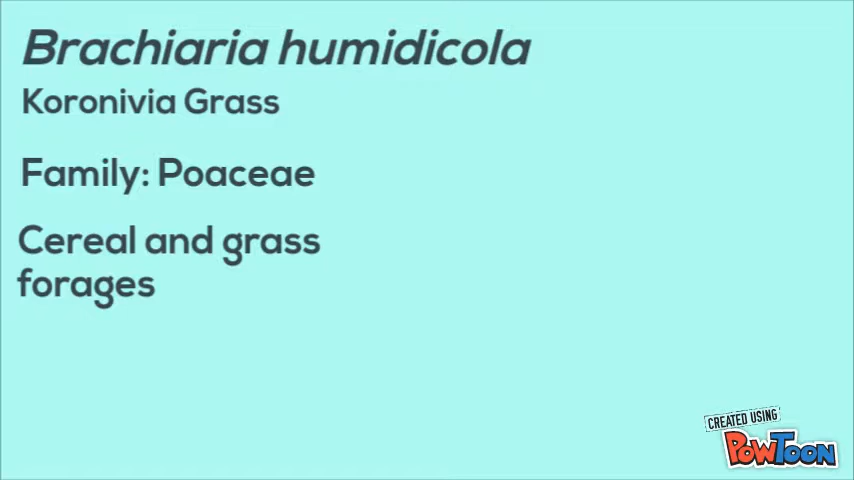 Brachiaria humidicola
Koronivia Grass
Family: Poaceae
Cereal and grass
forages
CREATED USING
POWTOON